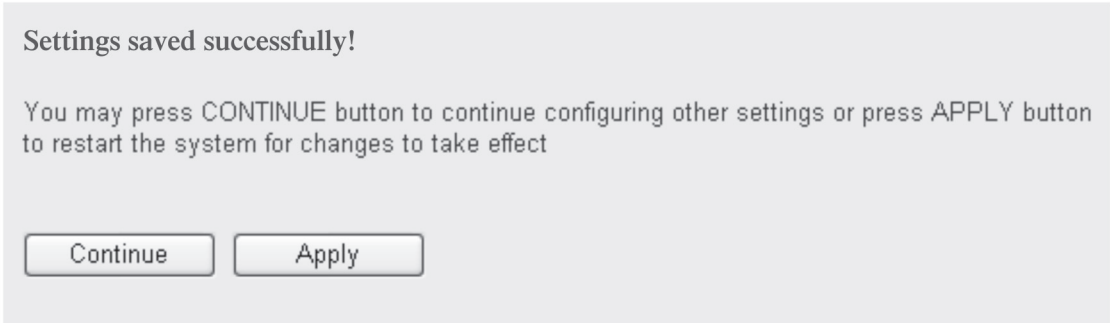 Settings saved successfully!
You may press CONTINUE button to continue configuring other settings or press APPLY button
to restart the system for changes to take effect
Continue
Apply